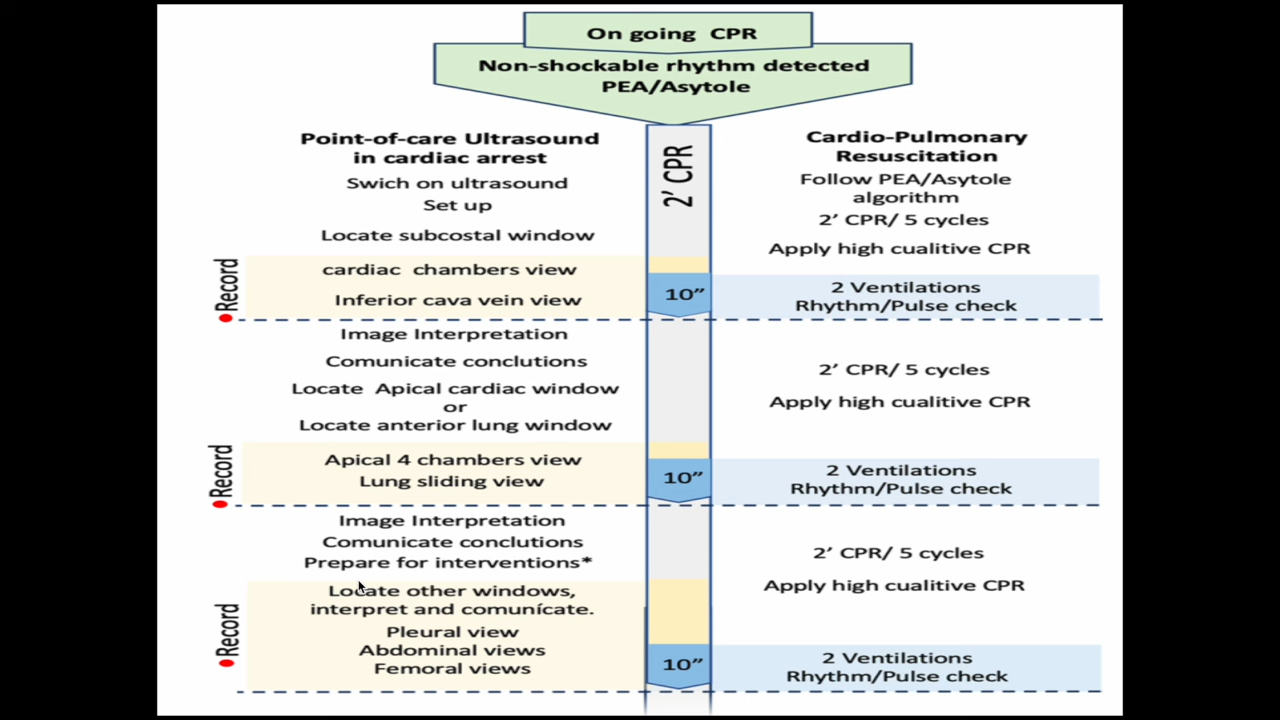 On going CPR
Non-shockable rhythm detected
PEA/Asytole
Point-of-care Ultrasound
in cardiac arrest
Swich on ultrasound
Set up
Locate subcostal window
cardiac chambers view
Inferior cava vein view
Record
Image Interpretation
Comunicate conclutions
Locate Apical cardiac window
or
Locate anterior lung window
Apical 4 chambers view
Lung sliding view
Record
Image Interpretation
Comunicate conclutions
Prepare for interventions*
Locate other windows,
interpret and comunícate.
Pleural view
Abdominal views
Femoral views
Record
2’ CPR
10”
10”
10”
Cardio-Pulmonary
Resuscitation
Follow PEA/Asytole
algorithm
2’ CPR/ 5 cycles
Apply high cualitive CPR
2 Ventilations
Rhythm/Pulse check
2’ CPR/ 5 cycles
Apply high cualitive CPR
2 Ventilations
Rhythm/Pulse check
2’ CPR/ 5 cycles
Apply high cualitive CPR
2 Ventilations
Rhythm/Pulse check